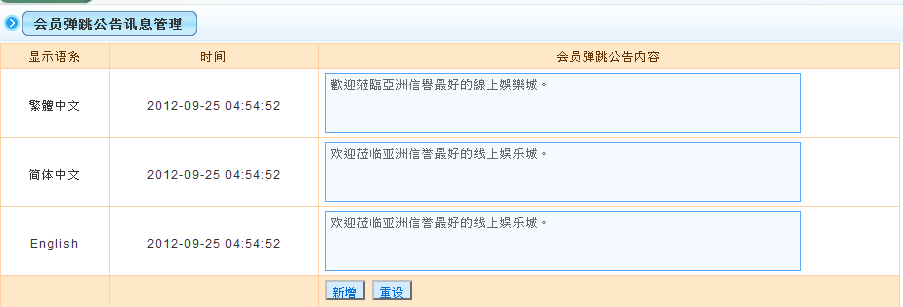 会员弹跳公告讯息管理
显示语系 时间 会员弹跳公告内容
繁體中文 2012-09-25 04:54:52 歡迎蒞臨亞洲信譽最好的線上娛樂城。
简体中文 2012-09-25 04:54:52 欢迎莅临亚洲信誉最好的线上娱乐城。
English 2012-09-25 04:54:52 欢迎莅临亚洲信誉最好的线上娱乐城。
新增 重设